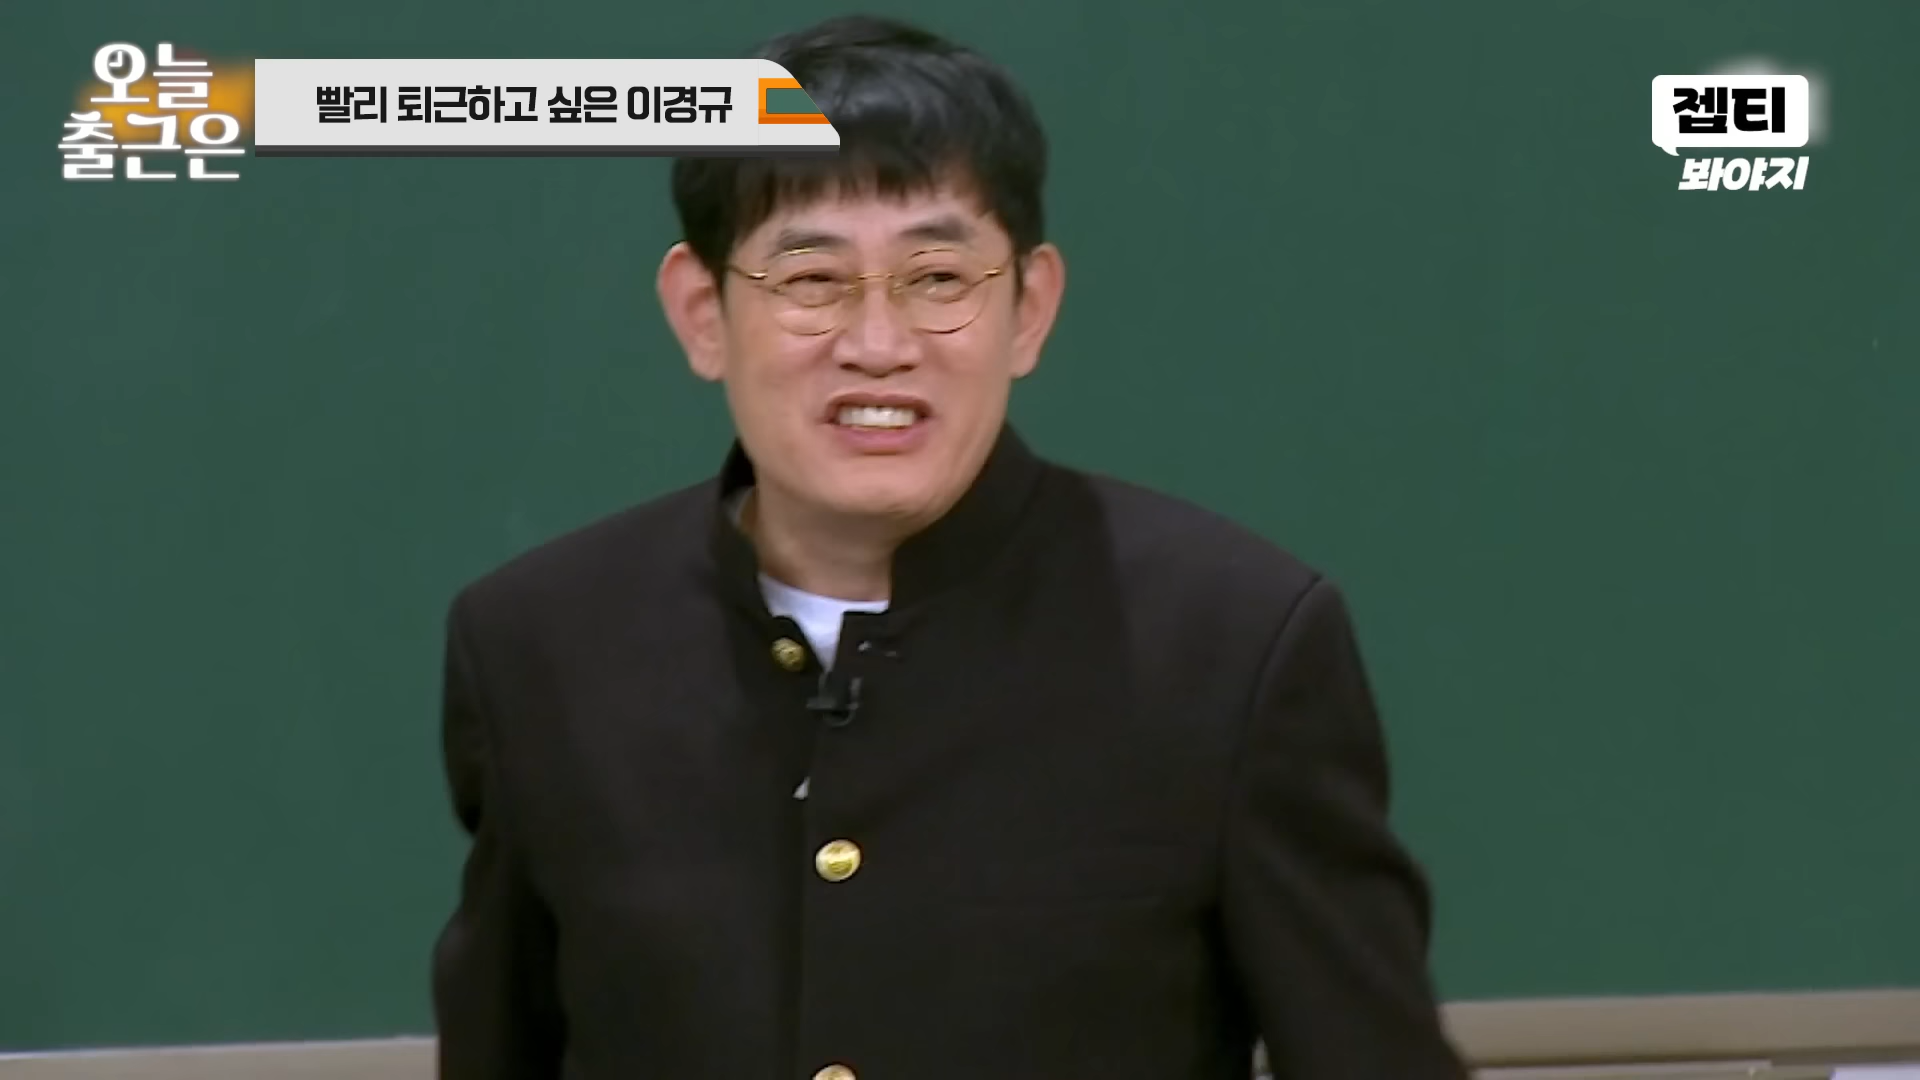 오늘
출근은
빨리 퇴근하고 싶은 이경규
젭티
봐야지